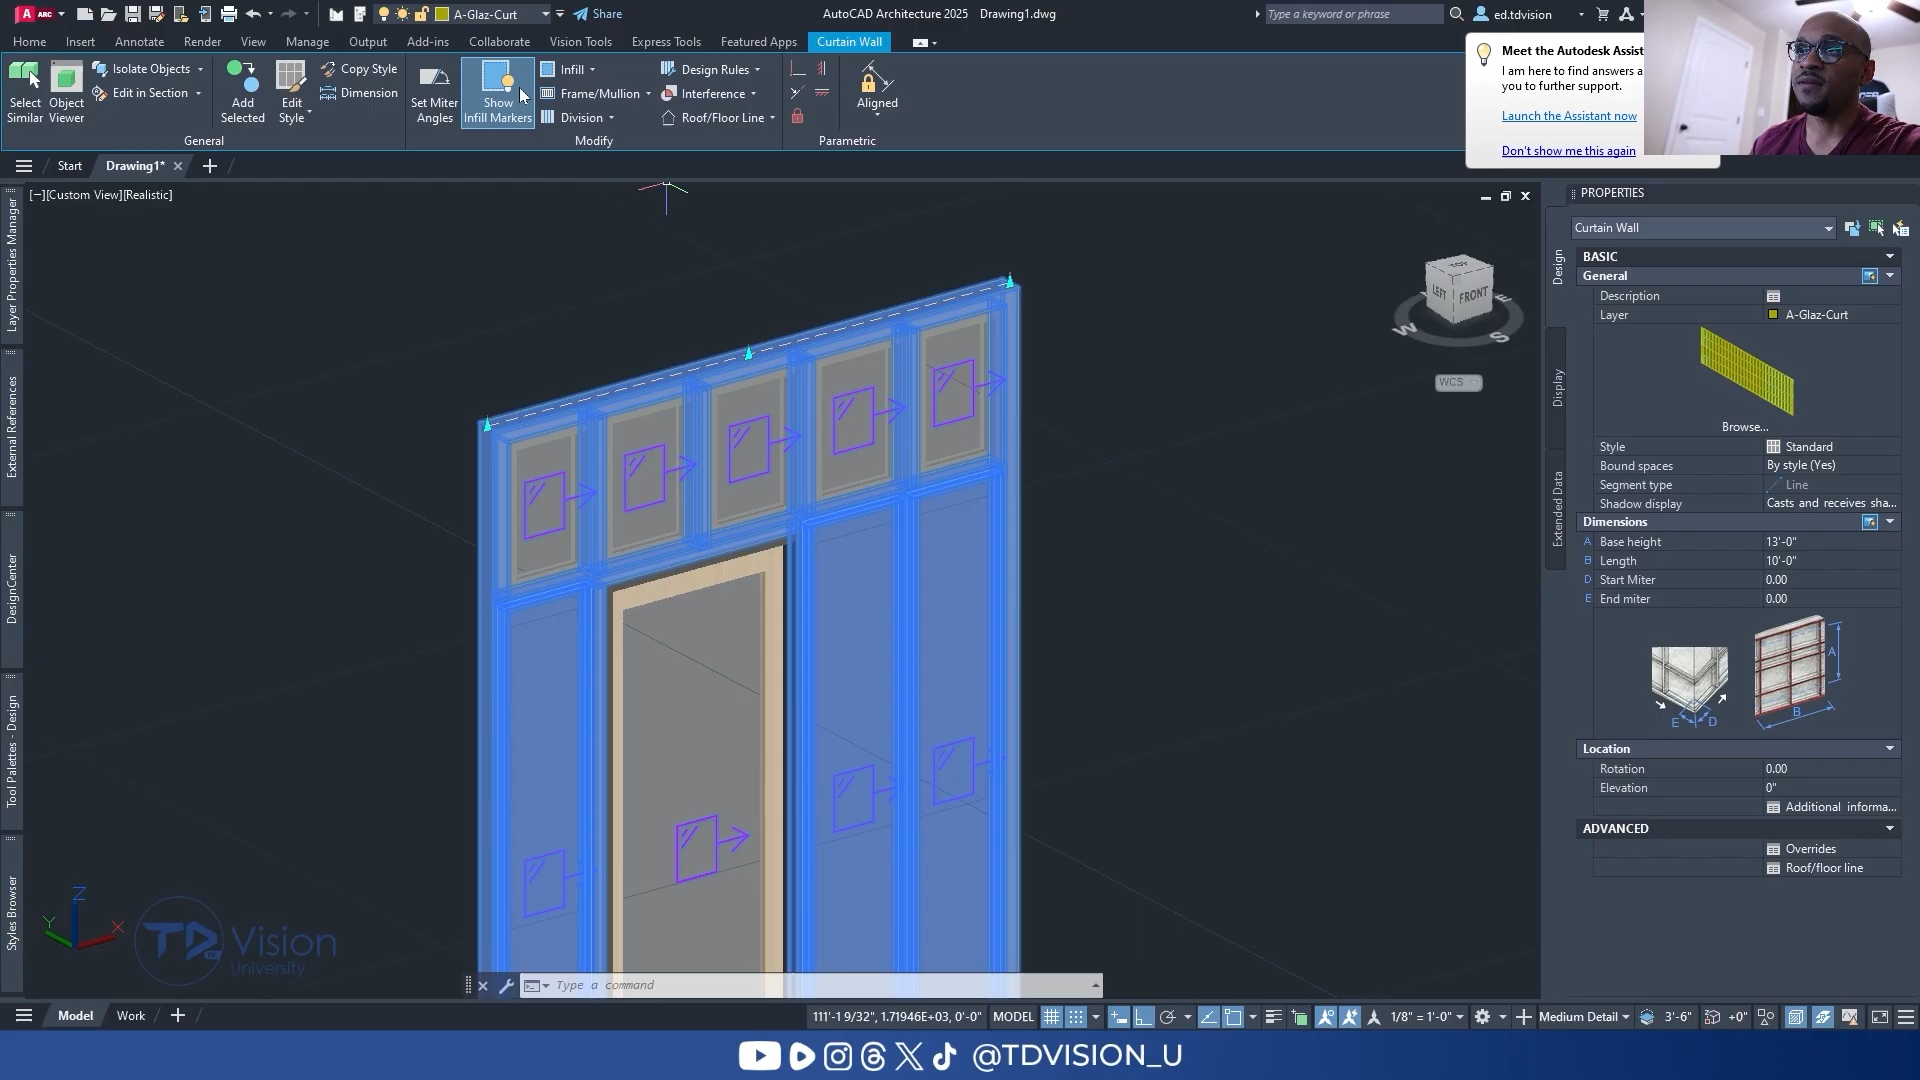 ARC
A-Glaz-Curt
Share
AutoCAD Architecture 2025 Drawing1.dwg
Type a keyword or phrase
ed.tdvision
Home Insert Annotate Render View Manage Output Add-ins Collaborate Vision Tools Express Tools Featured Apps Curtain Wall
Select Similar
Object Viewer
Isolate Objects
Edit in Section
Add Selected
Edit Style
Copy Style
Dimension
General
Set Miter Angles
Show Infill Markers
Infill
Frame/Mullion
Division
Design Rules
Interference
Roof/Floor Line
Modify
Parametric
Aligned
Meet the Autodesk Assist
I am here to find answers a
you to further support.
Launch the Assistant now
Don't show me this again
Start
Drawing1*
[−][Custom View][Realistic]
Layer Properties Manager
External References
DesignCenter
Tool Palettes - Design
Styles Browser
TOP
LEFT
FRONT
W
S
E
WCS
Design
Display
Extended Data
PROPERTIES
Curtain Wall
BASIC
General
Description
Layer A-Glaz-Curt
Browse...
Style Standard
Bound spaces By style (Yes)
Segment type Line
Shadow display Casts and receives sha...
Dimensions
A Base height 13'-0"
B Length 10'-0"
D Start Miter 0.00
E End miter 0.00
A
E
D
B
Location
Rotation 0.00
Elevation 0"
Additional informa...
ADVANCED
Overrides
Roof/floor line
Z
Y
X
TD TV
Vision
University
Type a command
Model
Work
111'-1 9/32", 1.71946E+03, 0'-0" MODEL
1/8" = 1'-0"
Medium Detail
3'-6"
+0"
@TDVISION_U